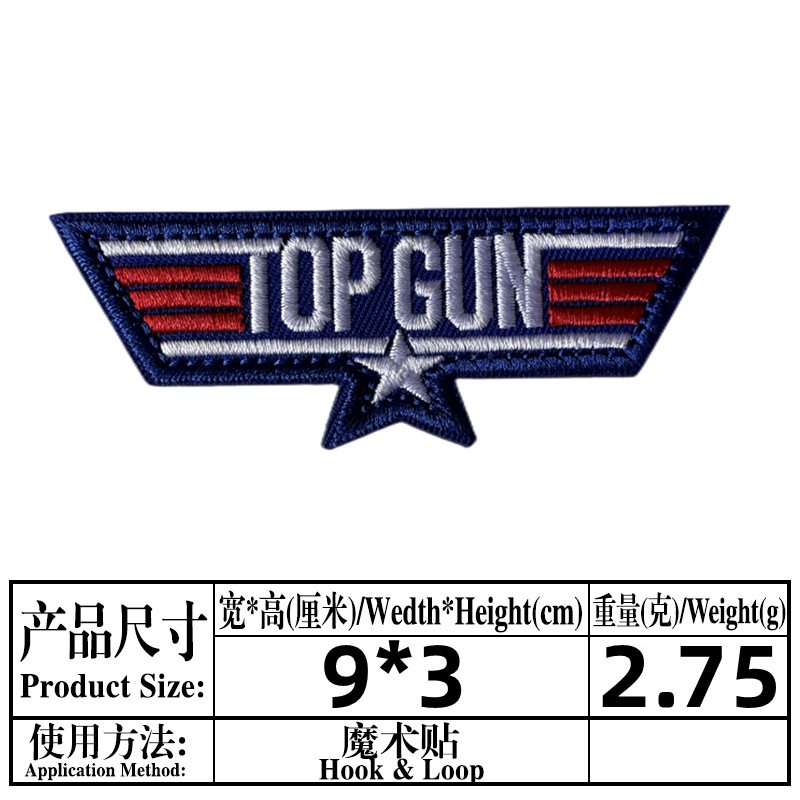 TOP GUN
产品尺寸
Product Size:
宽*高(厘米)/Wedth*Height(cm)
重量(克)/Weight(g)
9*3
2.75
使用方法:
Application Method:
魔术贴
Hook & Loop